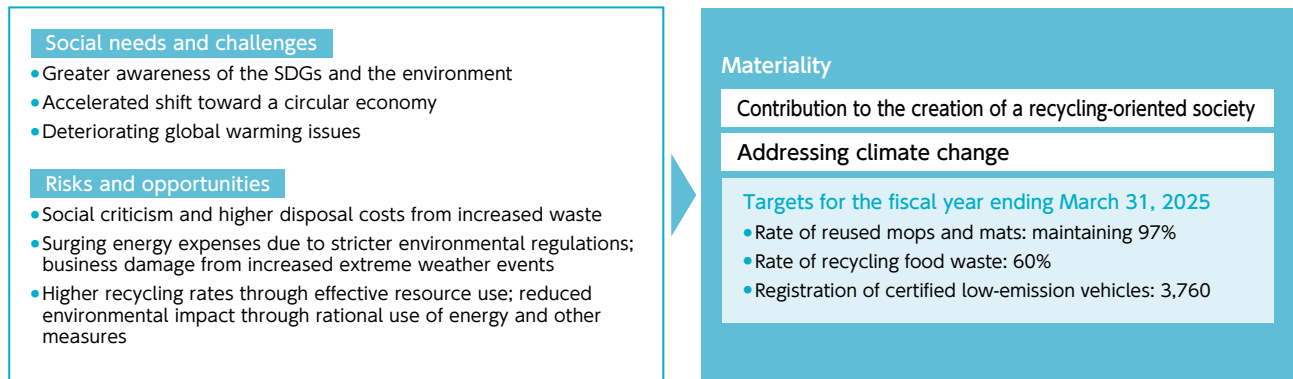 Social needs and challenges
•Greater awareness of the SDGs and the environment
•Accelerated shift toward a circular economy
•Deteriorating global warming issues
Risks and opportunities
•Social criticism and higher disposal costs from increased waste
•Surging energy expenses due to stricter environmental regulations;
business damage from increased extreme weather events
•Higher recycling rates through effective resource use; reduced
environmental impact through rational use of energy and other
measures
Materiality
Contribution to the creation of a recycling-oriented society
Addressing climate change
Targets for the fiscal year ending March 31, 2025
•Rate of reused mops and mats: maintaining 97%
•Rate of recycling food waste: 60%
•Registration of certified low-emission vehicles: 3,760